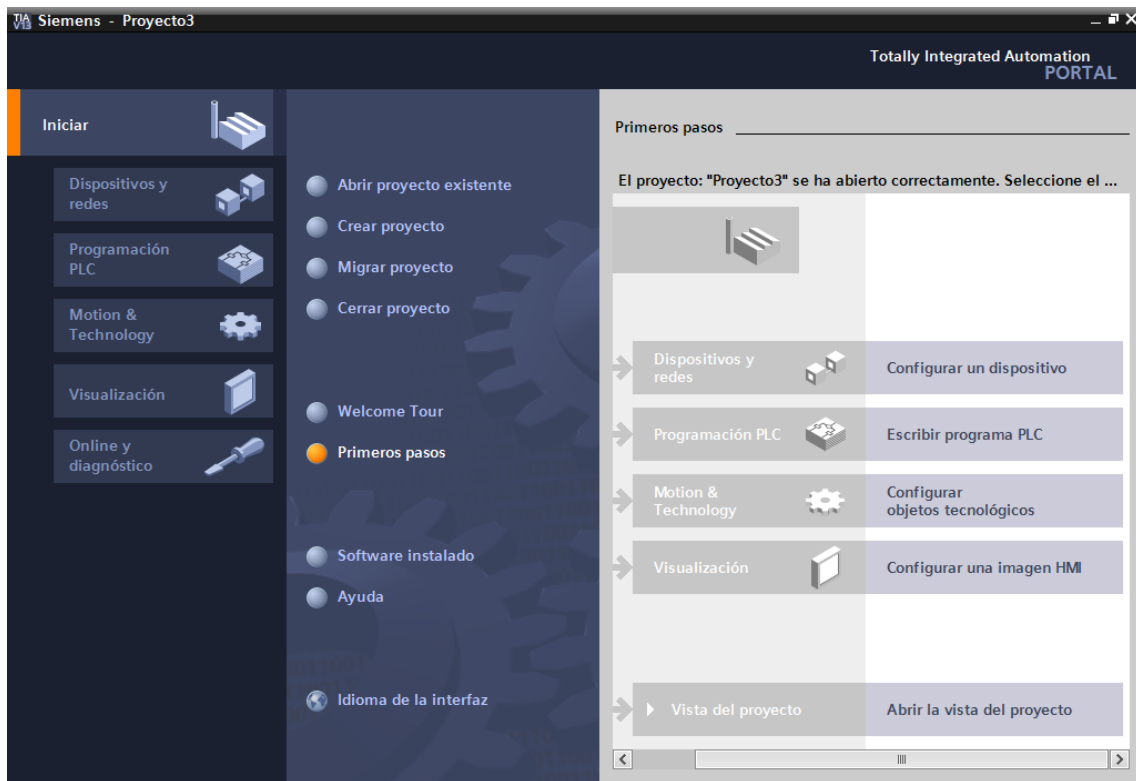 TIA V13 Siemens - Proyecto3
Totally Integrated Automation
PORTAL
Iniciar
Dispositivos y
redes
Programación
PLC
Motion &
Technology
Visualización
Online y
diagnóstico
Abrir proyecto existente
Crear proyecto
Migrar proyecto
Cerrar proyecto
Welcome Tour
Primeros pasos
Software instalado
Ayuda
Idioma de la interfaz
Primeros pasos
El proyecto: "Proyecto3" se ha abierto correctamente. Seleccione el ...
Dispositivos y
redes
Configurar un dispositivo
Programación PLC
Escribir programa PLC
Motion &
Technology
Configurar
objetos tecnológicos
Visualización
Configurar una imagen HMI
Vista del proyecto
Abrir la vista del proyecto